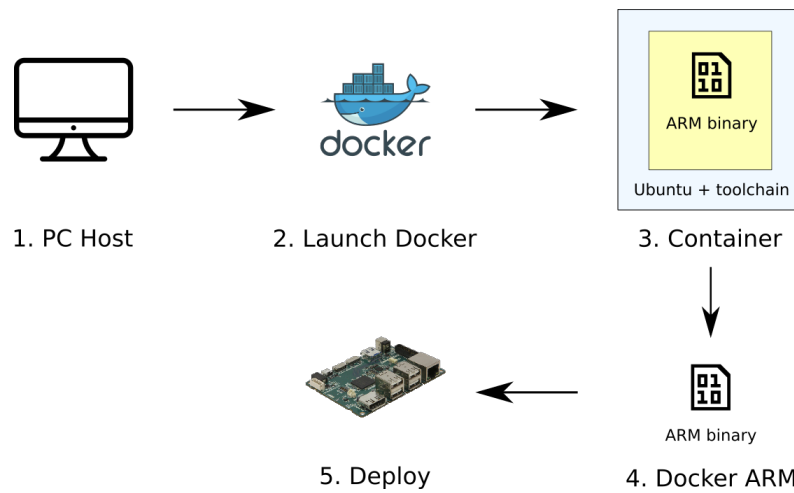 docker
01
10
ARM binary
Ubuntu + toolchain
1. PC Host
2. Launch Docker
3. Container
01
10
ARM binary
5. Deploy
4. Docker ARM